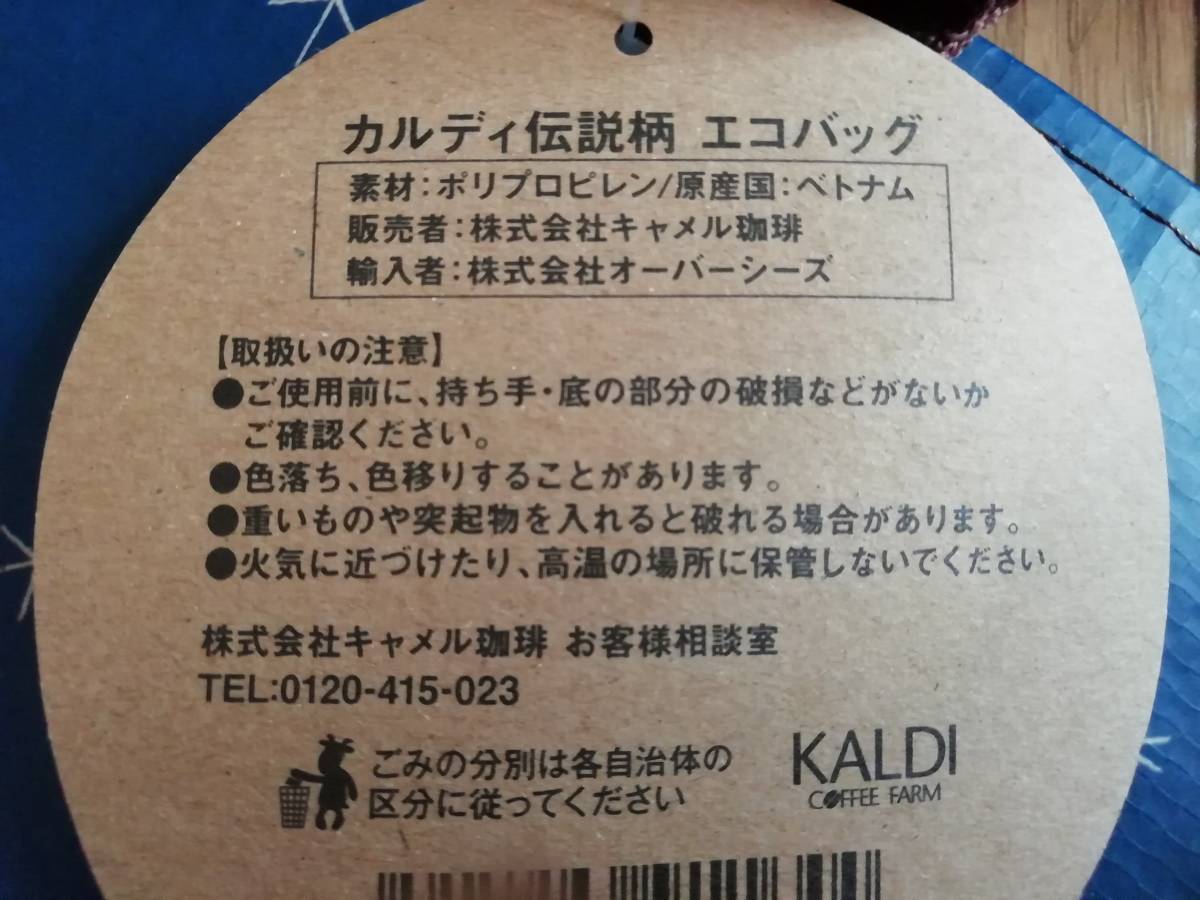 カルディ伝説柄 エコバッグ
素材:ポリプロピレン/原産国:ベトナム
販売者:株式会社キャメル珈琲
輸入者:株式会社オーバーシーズ
【取扱いの注意】
●ご使用前に、持ち手・底の部分の破損などがないか
ご確認ください。
●色落ち、色移りすることがあります。
●重いものや突起物を入れると破れる場合があります。
●火気に近づけたり、高温の場所に保管しないでください。
株式会社キャメル珈琲 お客様相談室
TEL:0120-415-023
ごみの分別は各自治体の
区分に従ってください
KALDI
COFFEE FARM